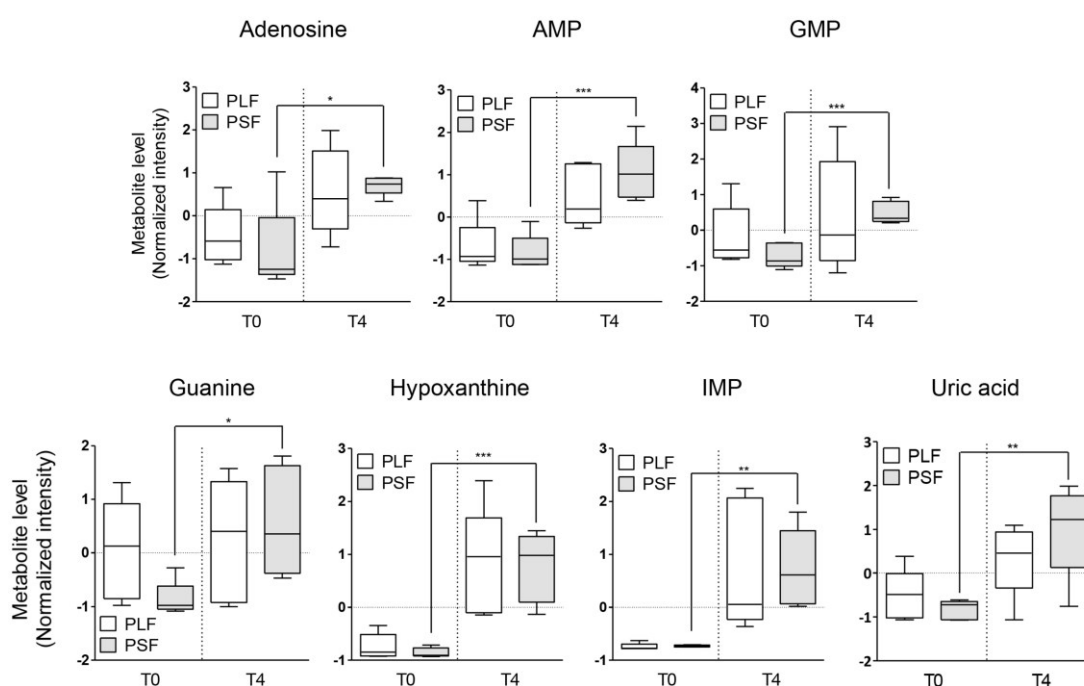 Adenosine AMP GMP
Metabolite level
(Normalized intensity)
3
2
1
0
-1
-2
PLF
PSF
*
T0 T4
3
2
1
0
-1
-2
PLF
PSF
***
T0 T4
4
3
2
1
0
-1
-2
PLF
PSF
***
T0 T4
Guanine Hypoxanthine IMP Uric acid
Metabolite level
(Normalized intensity)
2
1
0
-1
-2
*
PLF
PSF
T0 T4
3
2
1
0
-1
PLF
PSF
***
T0 T4
3
2
1
0
-1
PLF
PSF
**
T0 T4
3
2
1
0
-1
-2
PLF
PSF
**
T0 T4